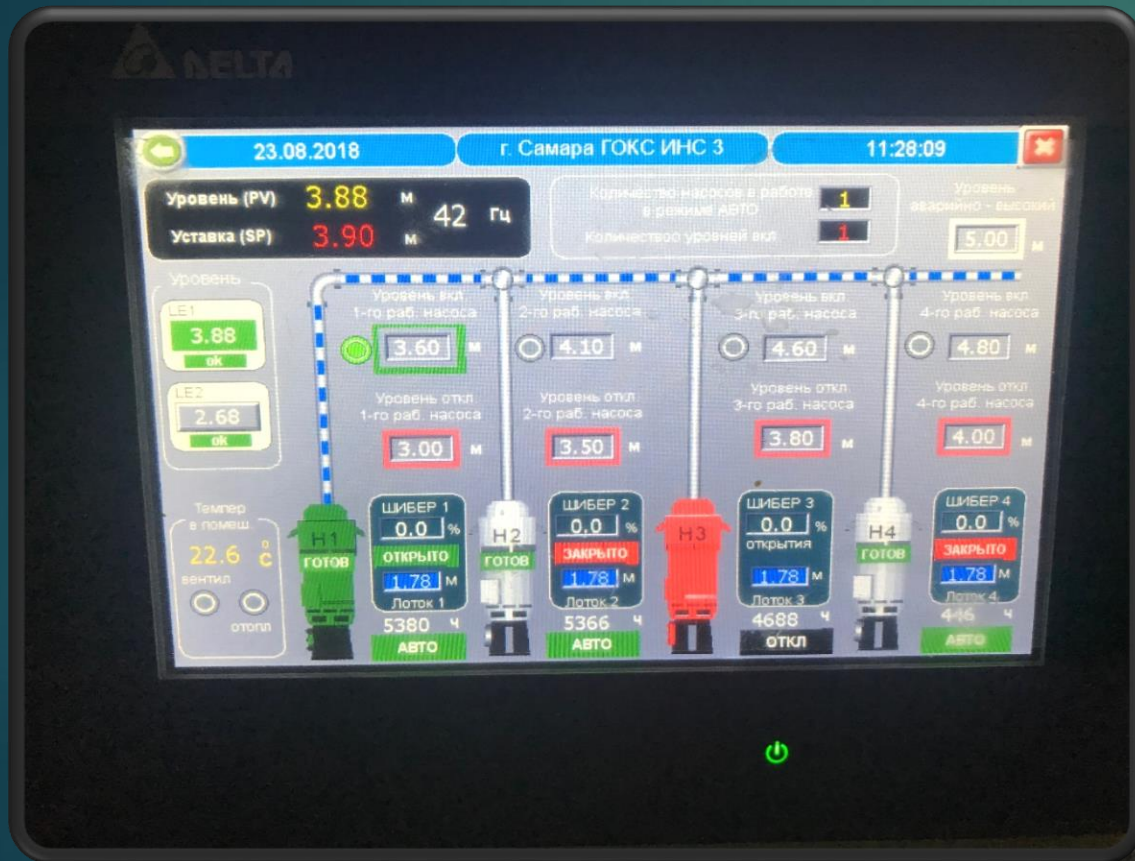 DELTA
23.08.2018 г. Самара ГОКС ИНС 3 11:28:09
Уровень (PV) 3.88 м 42 Гц
Уставка (SP) 3.90 м
Количество насосов в работе
в режиме АВТО 1
Количествоо уровней вкл 1
Уровень
аварийно - высокий
5.00 м
Уровень
LE1
3.88
ok
LE2
2.68
ok
Уровень вкл
1-го раб. насоса
3.60 м
Уровень вкл
2-го раб. насоса
4.10 м
Уровень вкл
3-го раб. насоса
4.60 м
Уровень вкл
4-го раб. насоса
4.80 м
Уровень откл
1-го раб. насоса
3.00 м
Уровень откл
2-го раб. насоса
3.50 м
Уровень откл
3-го раб. насоса
3.80 м
Уровень откл
4-го раб. насоса
4.00 м
Темпер
в помещ
22.6 °C
вентил
отопл
Н1
ГОТОВ
ШИБЕР 1
0.0 %
ОТКРЫТО
1.78 м
Лоток 1
5380 ч
АВТО
Н2
ГОТОВ
ШИБЕР 2
0.0 %
ЗАКРЫТО
1.78 м
Лоток 2
5366 ч
АВТО
Н3
ШИБЕР 3
0.0 %
открытия
1.78 м
Лоток 3
4688 ч
ОТКЛ
Н4
ГОТОВ
ШИБЕР 4
0.0 %
ЗАКРЫТО
1.78 м
Лоток 4
446 ч
АВТО